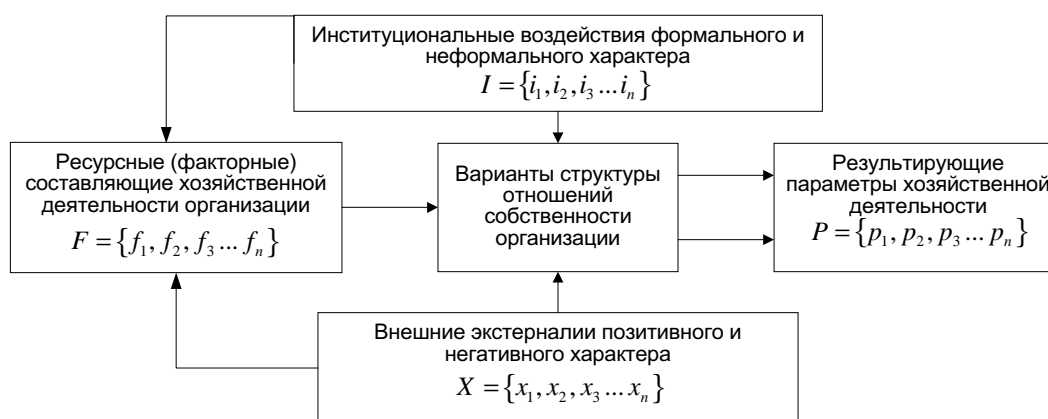 Институциональные воздействия формального и
неформального характера
I = {i₁, i₂, i₃ ... iₙ}
Ресурсные (факторные)
составляющие хозяйственной
деятельности организации
F = {f₁, f₂, f₃ ... fₙ}
Варианты структуры
отношений
собственности
организации
Результирующие
параметры хозяйственной
деятельности
P = {p₁, p₂, p₃ ... pₙ}
Внешние экстерналии позитивного и
негативного характера
X = {x₁, x₂, x₃ ... xₙ}